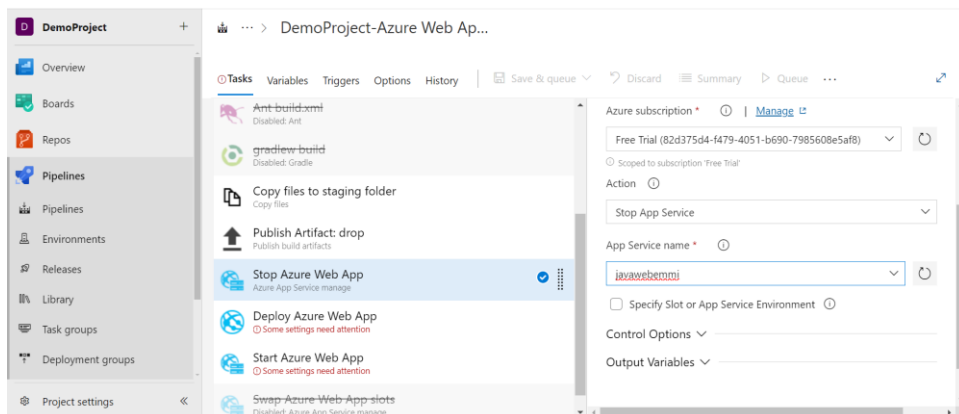 D DemoProject +
... > DemoProject-Azure Web Ap...
Overview
Boards
Repos
Pipelines
Pipelines
Environments
Releases
Library
Task groups
Deployment groups
Project settings
Tasks Variables Triggers Options History Save & queue Discard Summary Queue ...
Ant build.xml
Disabled: Ant
gradlew build
Disabled: Gradle
Copy files to staging folder
Copy files
Publish Artifact: drop
Publish build artifacts
Stop Azure Web App
Azure App Service manage
Deploy Azure Web App
Some settings need attention
Start Azure Web App
Some settings need attention
Swap Azure Web App slots
Disabled: Azure App Service manage
Azure subscription * | Manage
Free Trial (82d375d4-f479-4051-b690-7985608e5af8)
Scoped to subscription 'Free Trial'
Action
Stop App Service
App Service name *
javawebemmi
Specify Slot or App Service Environment
Control Options
Output Variables